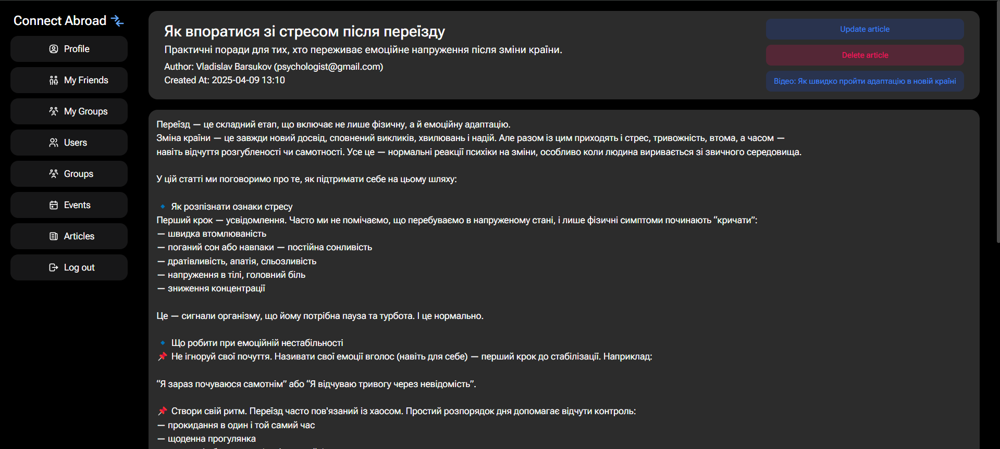 Connect Abroad
Profile
My Friends
My Groups
Users
Groups
Events
Articles
Log out
Як впоратися зі стресом після переїзду
Практичні поради для тих, хто переживає емоційне напруження після зміни країни.
Author: Vladislav Barsukov (psychologist@gmail.com)
Created At: 2025-04-09 13:10
Update article
Delete article
Відео: Як швидко пройти адаптацію в новій країні
Переїзд — це складний етап, що включає не лише фізичну, а й емоційну адаптацію.
Зміна країни — це завжди новий досвід, сповнений викликів, хвилювань і надій. Але разом із цим приходять і стрес, тривожність, втома, а часом —
навіть відчуття розгубленості чи самотності. Усе це — нормальні реакції психіки на зміни, особливо коли людина виривається зі звичного середовища.
У цій статті ми поговоримо про те, як підтримати себе на цьому шляху:
🔹 Як розпізнати ознаки стресу
Перший крок — усвідомлення. Часто ми не помічаємо, що перебуваємо в напруженому стані, і лише фізичні симптоми починають “кричати”:
— швидка втомлюваність
— поганий сон або навпаки — постійна сонливість
— дратівливість, апатія, сльозливість
— напруження в тілі, головний біль
— зниження концентрації
Це — сигнали організму, що йому потрібна пауза та турбота. І це нормально.
🔹 Що робити при емоційній нестабільності
📌 Не ігноруй свої почуття. Називати свої емоції вголос (навіть для себе) — перший крок до стабілізації. Наприклад:
“Я зараз почуваюся самотнім” або “Я відчуваю тривогу через невідомість”.
📌 Створи свій ритм. Переїзд часто пов'язаний із хаосом. Простий розпорядок дня допомагає відчути контроль:
— прокидання в один і той самий час
— щоденна прогулянка